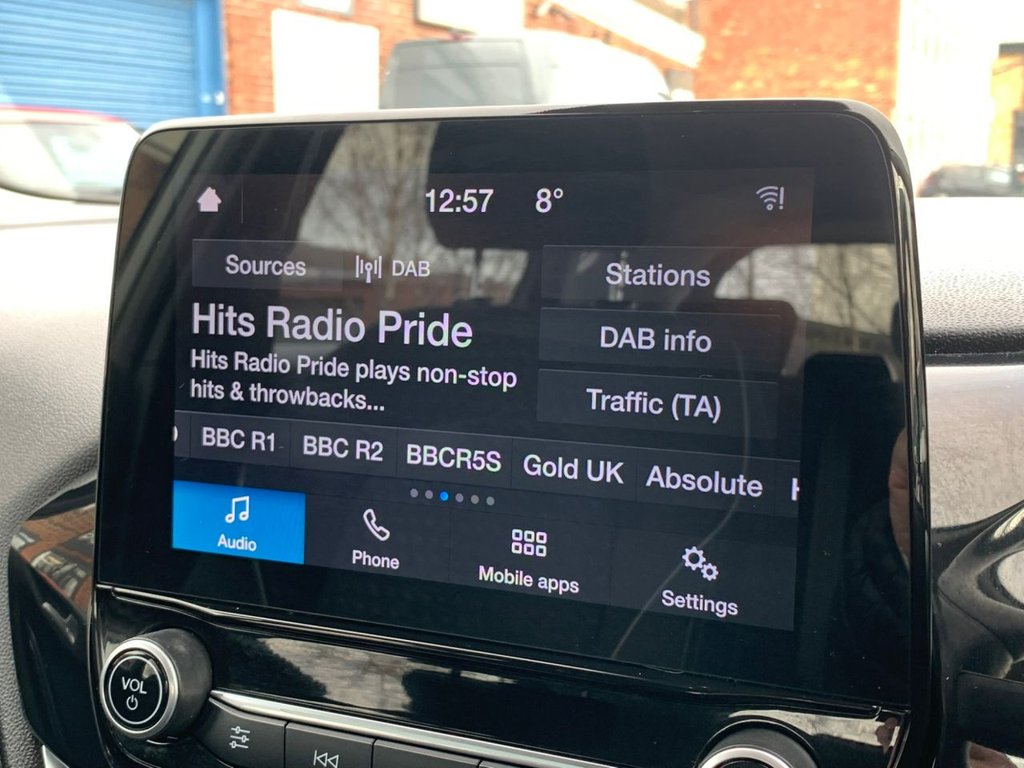 12:57 8°
Sources DAB Stations
Hits Radio Pride
DAB info
Hits Radio Pride plays non-stop
hits & throwbacks...
Traffic (TA)
BBC R1 BBC R2 BBCR5S Gold UK Absolute
Audio Phone Mobile apps Settings
VOL